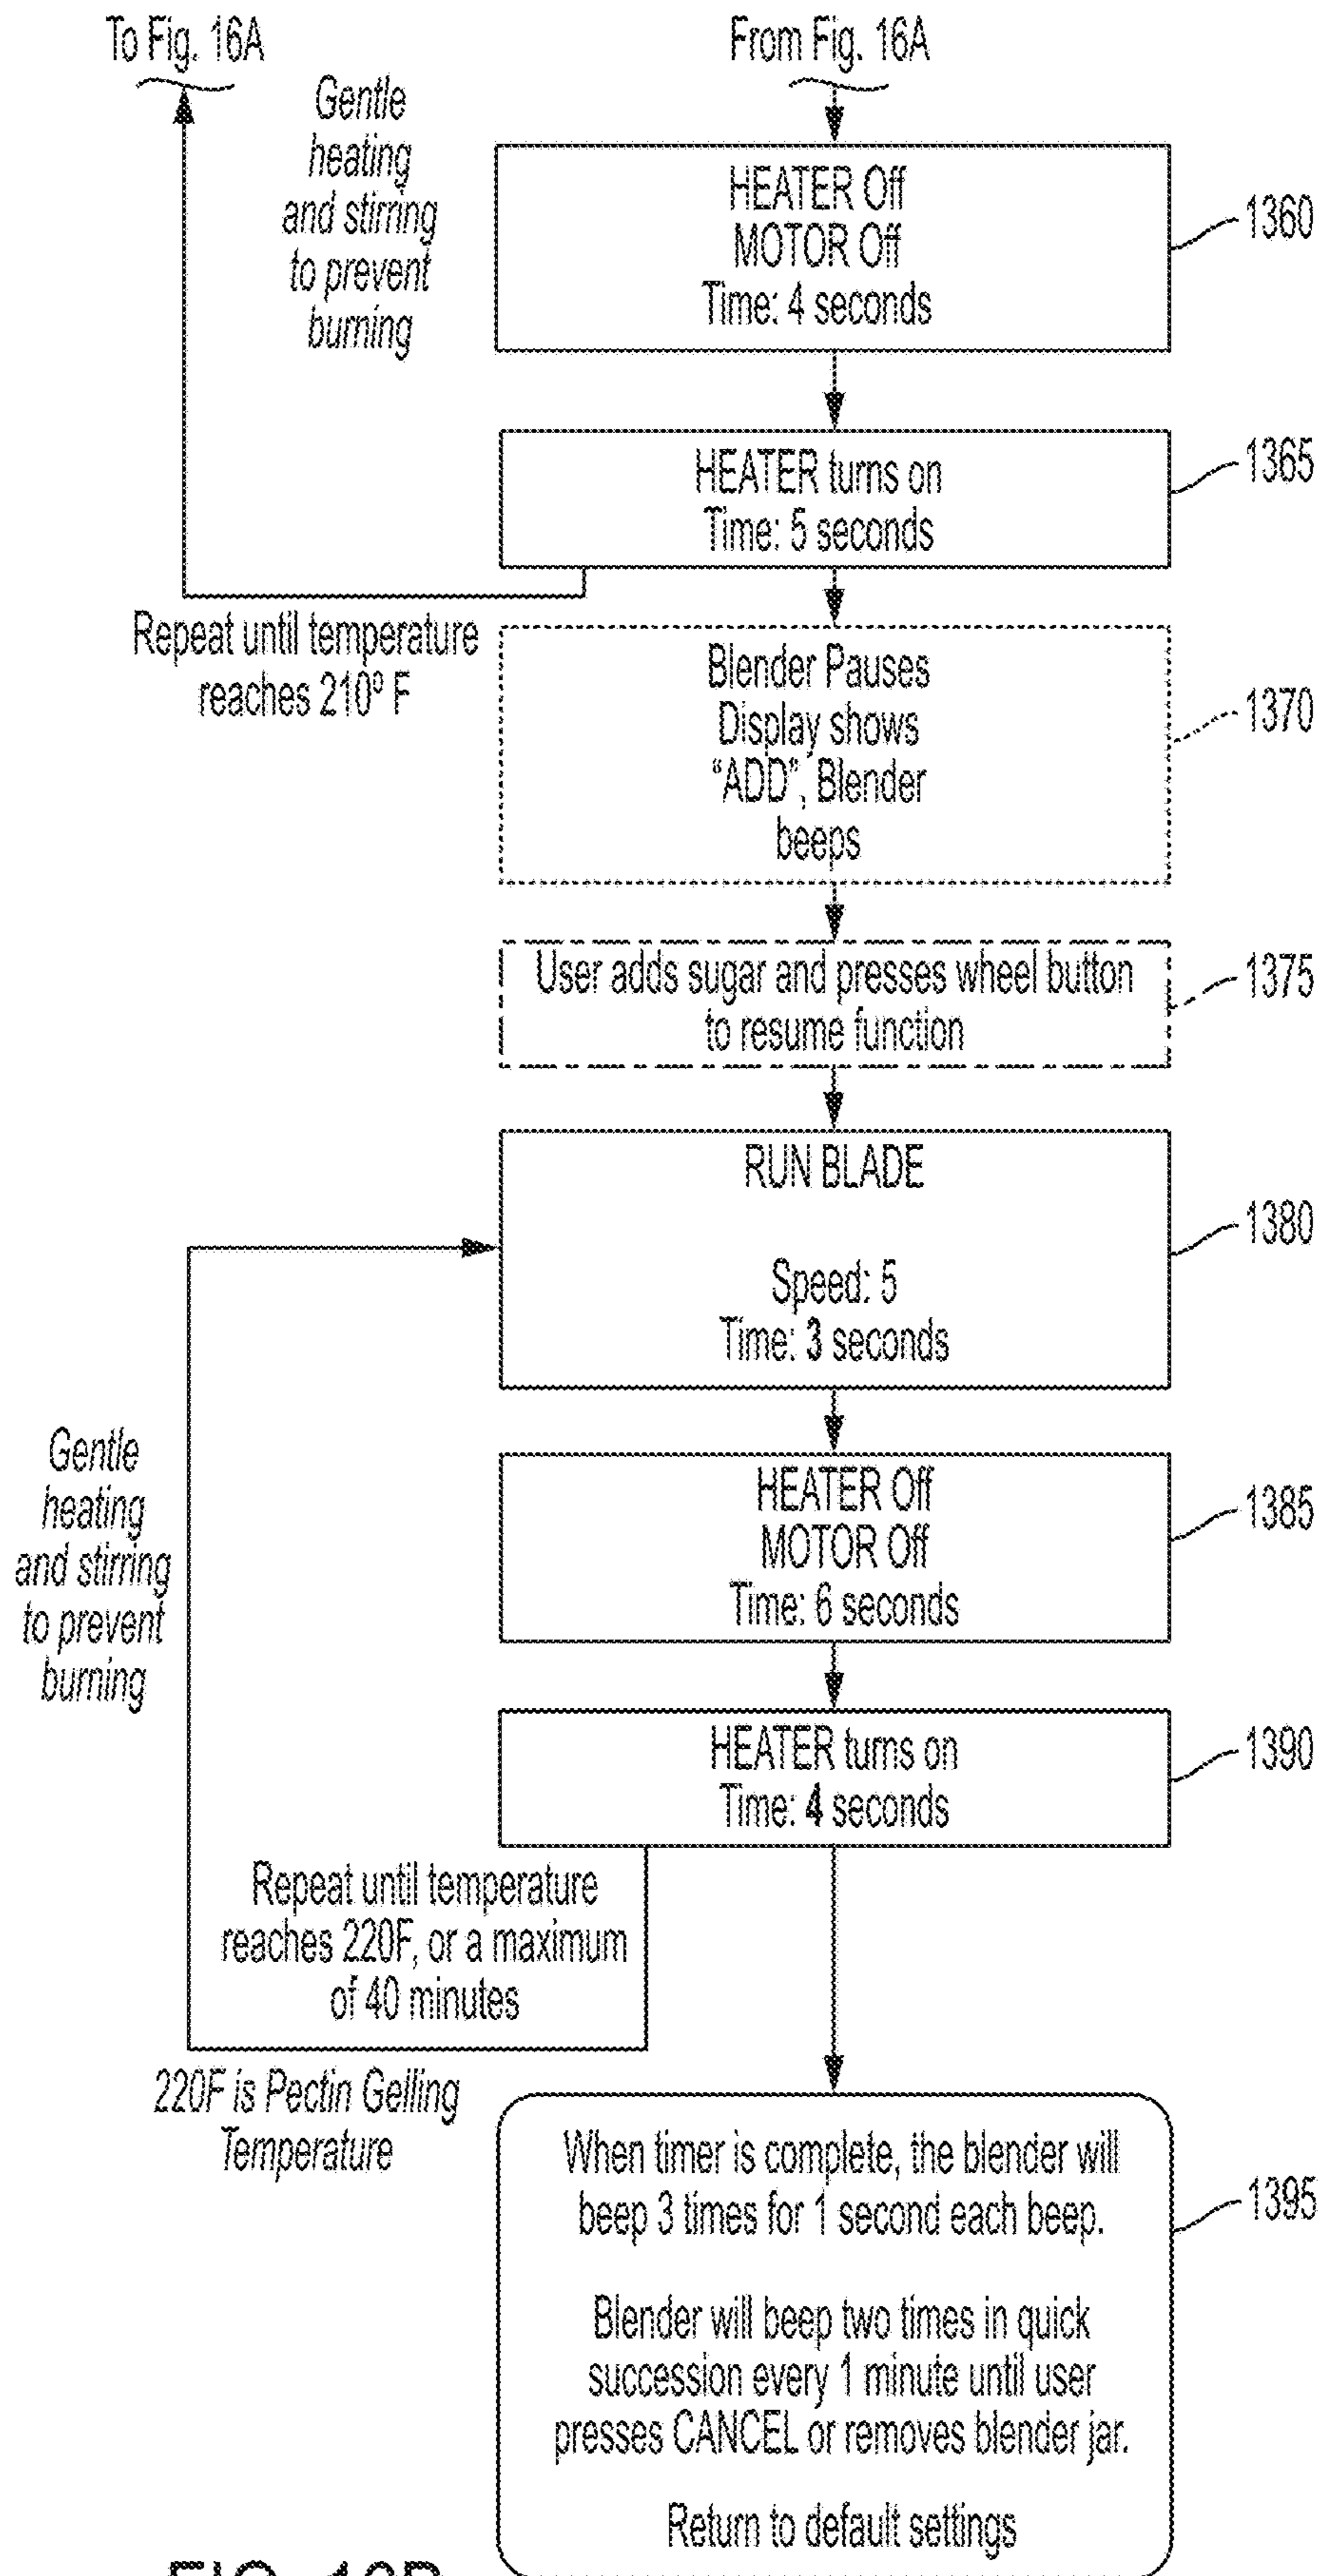 To Fig. 16A
From Fig. 16A
Gentle
heating
and stirring
to prevent
burning
HEATER Off
MOTOR Off
Time: 4 seconds
1360
HEATER turns on
Time: 5 seconds
1365
Repeat until temperature
reaches 210º F
Blender Pauses
Display shows
“ADD”, Blender
beeps
1370
User adds sugar and presses wheel button
to resume function
1375
RUN BLADE
Speed: 5
Time: 3 seconds
1380
Gentle
heating
and stirring
to prevent
burning
HEATER Off
MOTOR Off
Time: 6 seconds
1385
HEATER turns on
Time: 4 seconds
1390
Repeat until temperature
reaches 220F, or a maximum
of 40 minutes
220F is Pectin Gelling
Temperature
When timer is complete, the blender will
beep 3 times for 1 second each beep.
Blender will beep two times in quick
succession every 1 minute until user
presses CANCEL or removes blender jar.
Return to default settings
1395